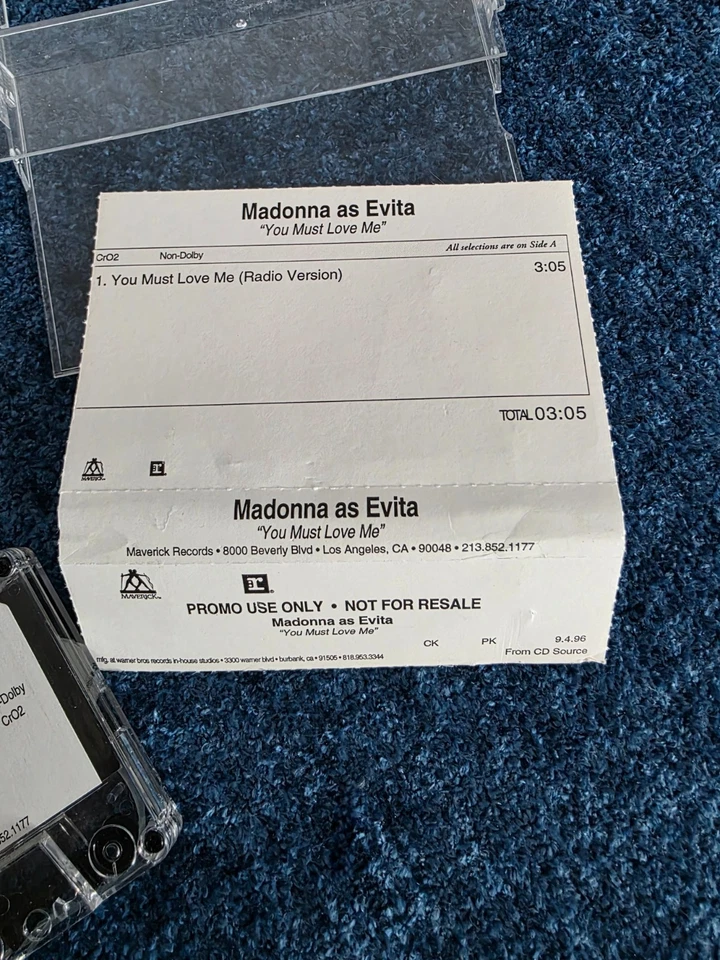 Madonna as Evita
“You Must Love Me”
CrO2 Non-Dolby All selections are on Side A
1. You Must Love Me (Radio Version) 3:05
TOTAL 03:05
MAVERICK
Madonna as Evita
“You Must Love Me”
Maverick Records • 8000 Beverly Blvd • Los Angeles, CA • 90048 • 213.852.1177
MAVERICK
PROMO USE ONLY • NOT FOR RESALE
Madonna as Evita
“You Must Love Me”
CK PK 9.4.96
mfg. at warner bros records in-house studios • 3300 warner blvd • burbank, ca • 91505 • 818.953.3344 From CD Source
-Dolby
CrO2
52.1177